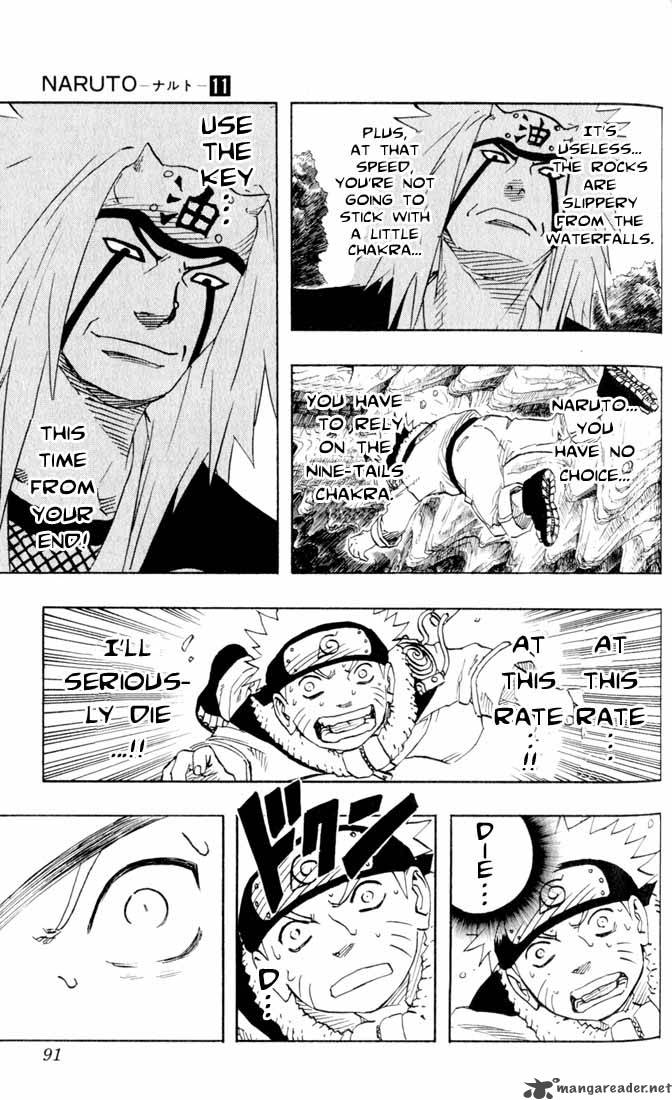 NARUTO―ナルト― 11
IT'S
USELESS...
THE ROCKS
ARE
SLIPPERY
FROM THE
WATERFALLS.
PLUS,
AT THAT
SPEED,
YOU'RE NOT
GOING TO
STICK WITH
A LITTLE
CHAKRA...
油
USE
THE
KEY
...
油
THIS
TIME
FROM
YOUR
END!
NARUTO...
YOU
HAVE NO
CHOICE...
YOU HAVE
TO RELY
ON THE
NINE-TAILS
CHAKRA.
AT
THIS
RATE
...
AT
THIS
RATE
...!!
I'LL
SERIOUS-
LY DIE
...!!
DIE...
ドクン
D...
91
mangareader.net